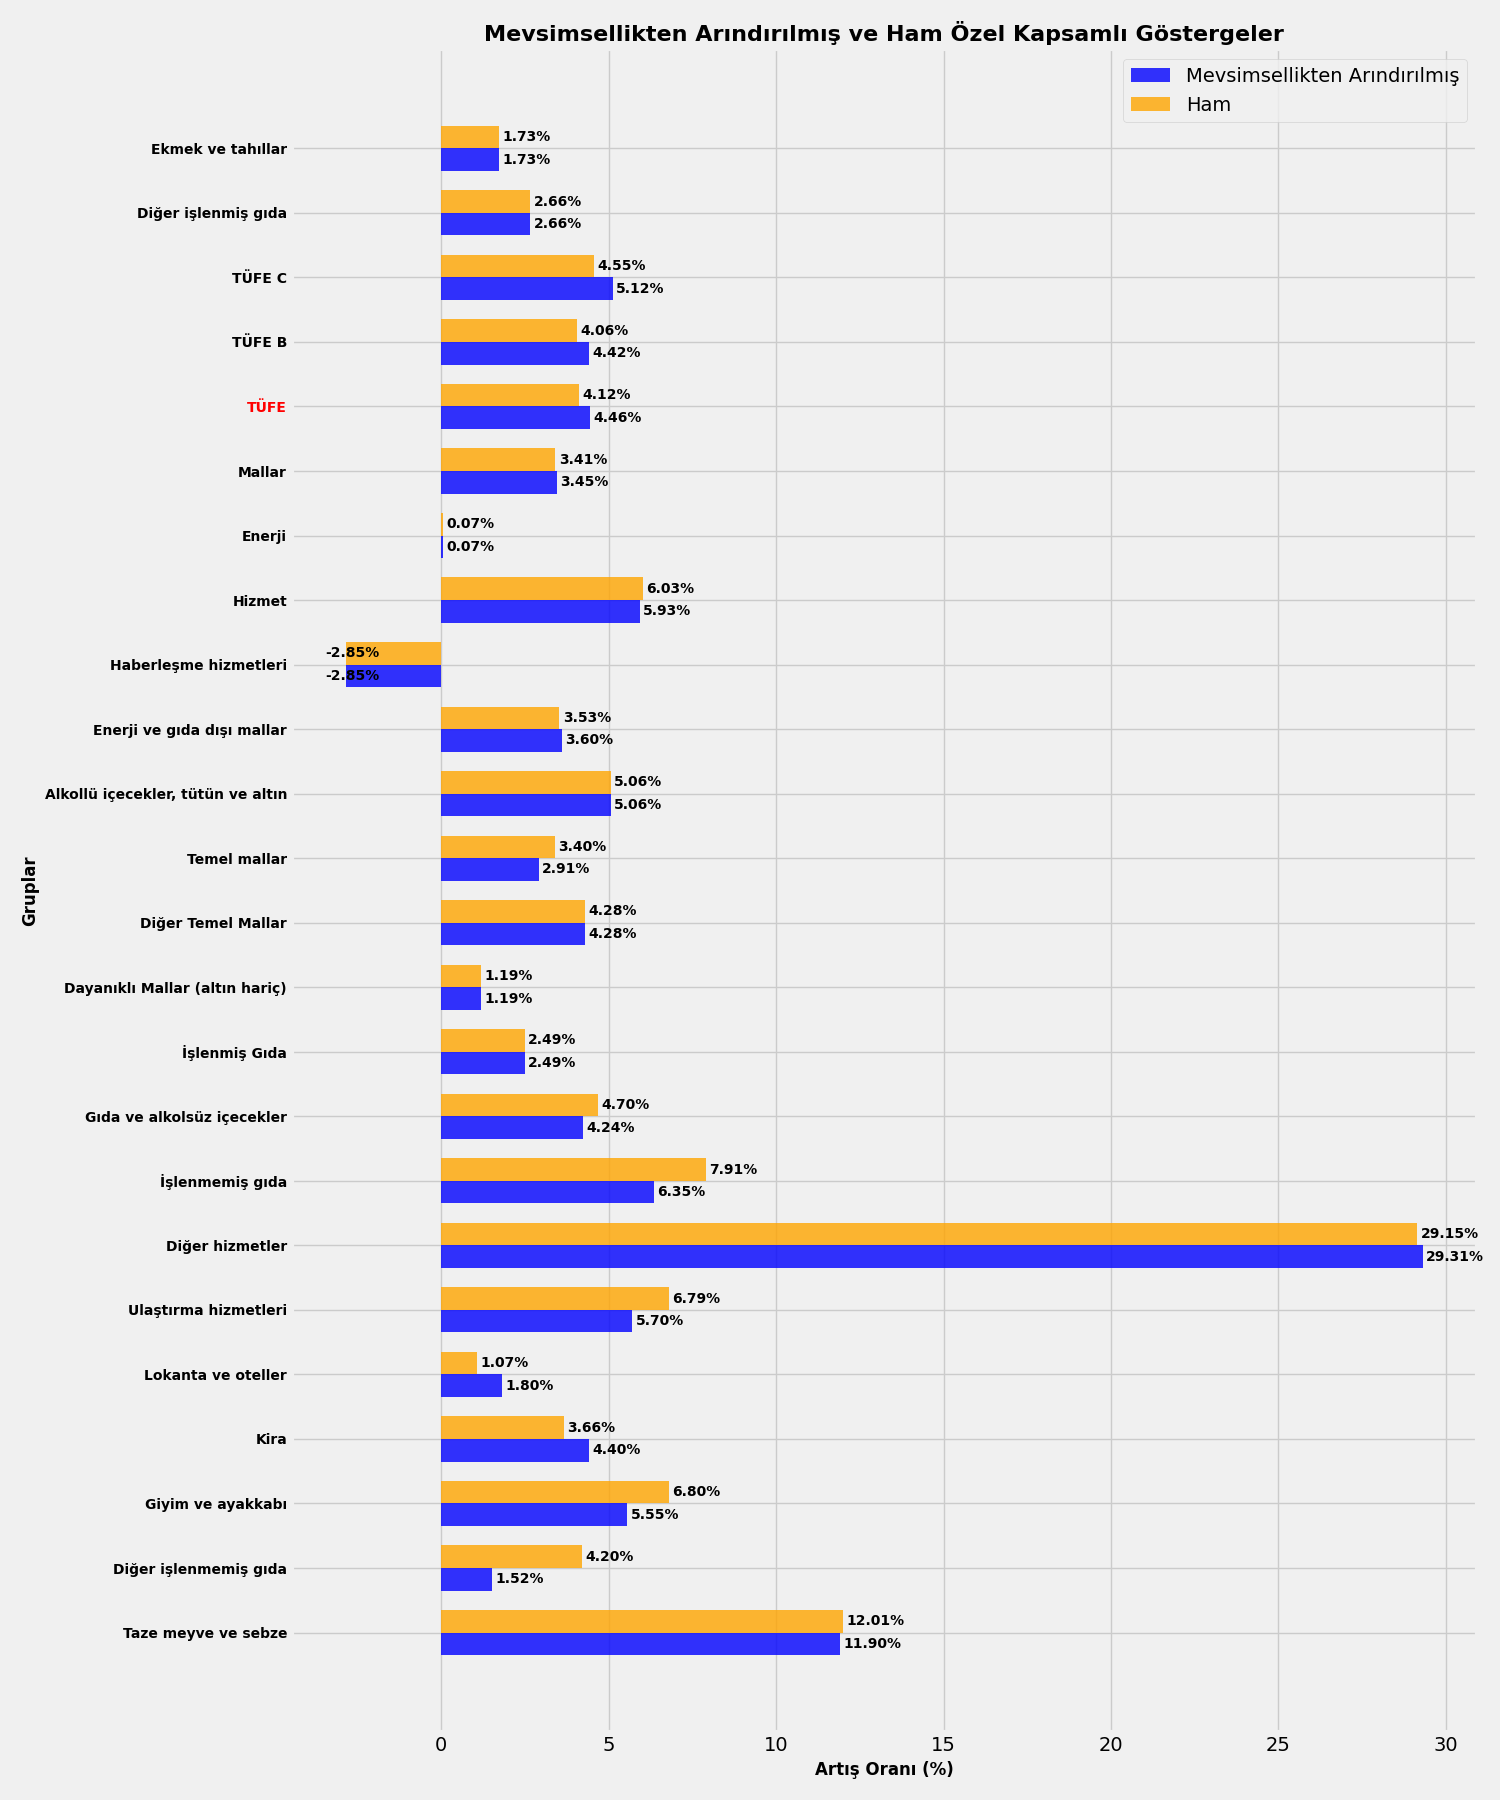 Mevsimsellikten Arındırılmış ve Ham Özel Kapsamlı Göstergeler
Mevsimsellikten Arındırılmış
Ham
Ekmek ve tahıllar
1.73%
1.73%
Diğer işlenmiş gıda
2.66%
2.66%
TÜFE C
4.55%
5.12%
TÜFE B
4.06%
4.42%
TÜFE
4.12%
4.46%
Mallar
3.41%
3.45%
Enerji
0.07%
0.07%
Hizmet
6.03%
5.93%
Haberleşme hizmetleri
-2.85%
-2.85%
Enerji ve gıda dışı mallar
3.53%
3.60%
Alkollü içecekler, tütün ve altın
5.06%
5.06%
Temel mallar
3.40%
2.91%
Diğer Temel Mallar
4.28%
4.28%
Dayanıklı Mallar (altın hariç)
1.19%
1.19%
İşlenmiş Gıda
2.49%
2.49%
Gıda ve alkolsüz içecekler
4.70%
4.24%
İşlenmemiş gıda
7.91%
6.35%
Diğer hizmetler
29.15%
29.31%
Ulaştırma hizmetleri
6.79%
5.70%
Lokanta ve oteller
1.07%
1.80%
Kira
3.66%
4.40%
Giyim ve ayakkabı
6.80%
5.55%
Diğer işlenmemiş gıda
4.20%
1.52%
Taze meyve ve sebze
12.01%
11.90%
Gruplar
0 5 10 15 20 25 30
Artış Oranı (%)